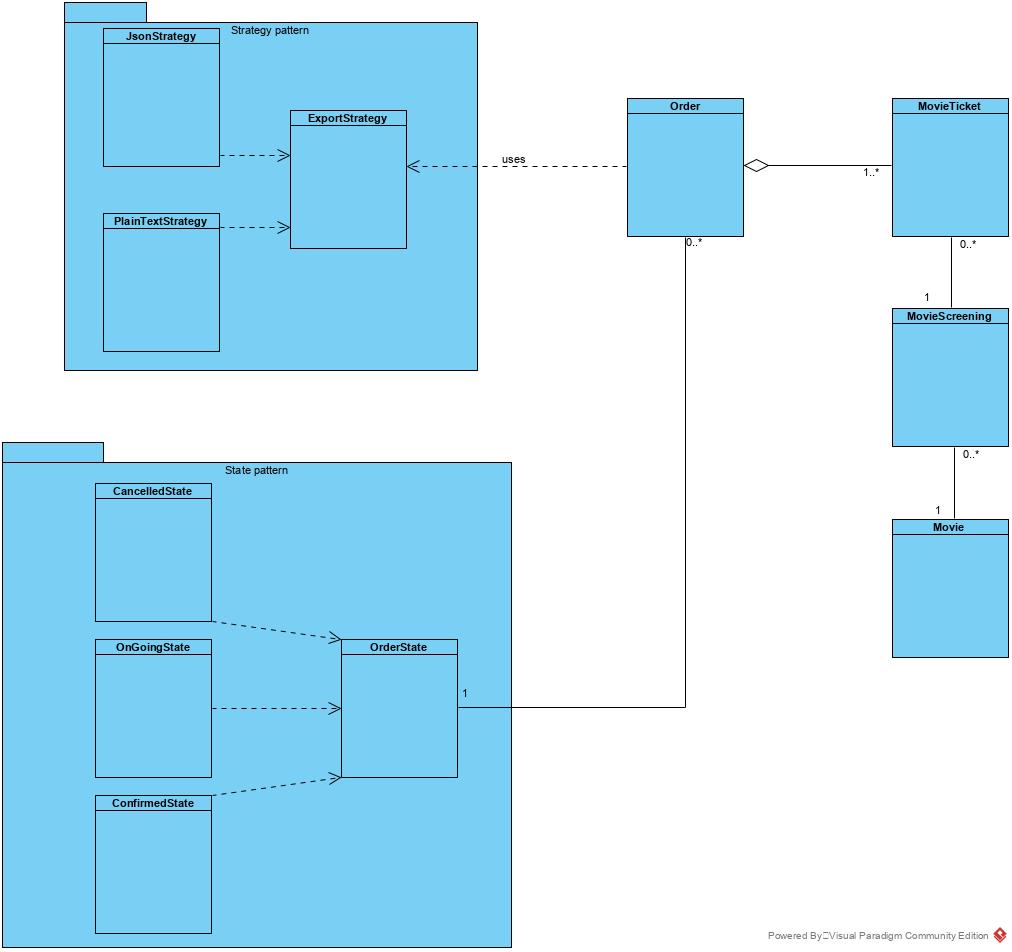 JsonStrategy
Strategy pattern
ExportStrategy
PlainTextStrategy
uses
Order
MovieTicket
1..*
0..*
0..*
1
MovieScreening
0..*
1
Movie
State pattern
CancelledState
OnGoingState
OrderState
1
ConfirmedState
Powered By Visual Paradigm Community Edition